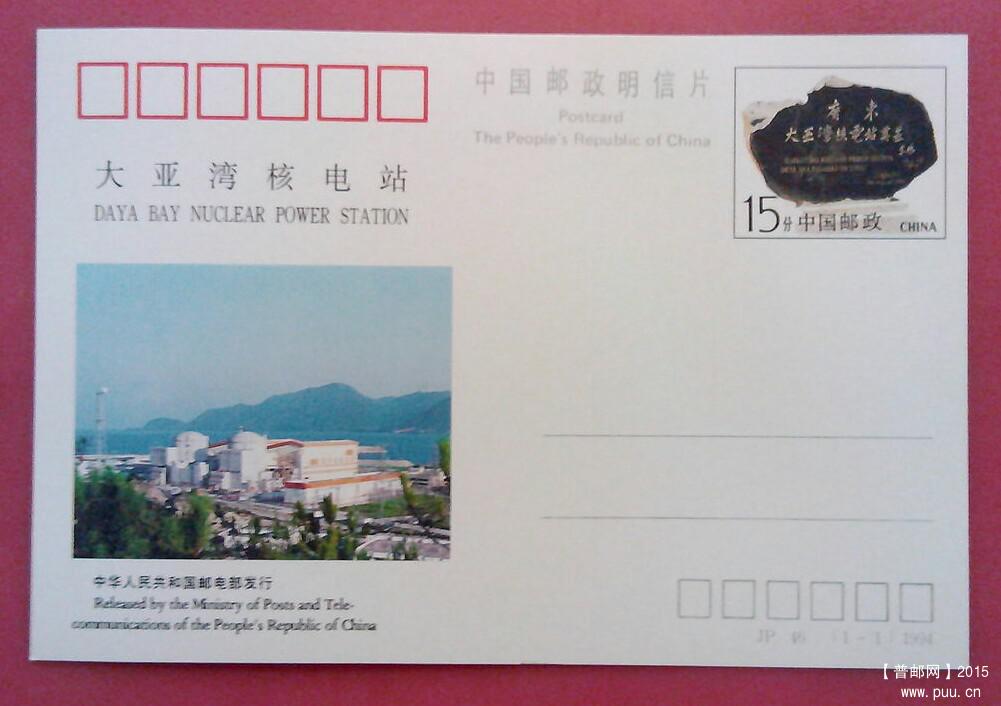 中国邮政明信片
Postcard
The People's Republic of China
大亚湾核电站
DAYA BAY NUCLEAR POWER STATION
广东
大亚湾核电站奠基
15分 中国邮政 CHINA
中华人民共和国邮电部发行
Released by the Ministry of Posts and Tele-
communications of the People's Republic of China
JP 46 (1-1) 1994
【普邮网】2015
www.puu.cn